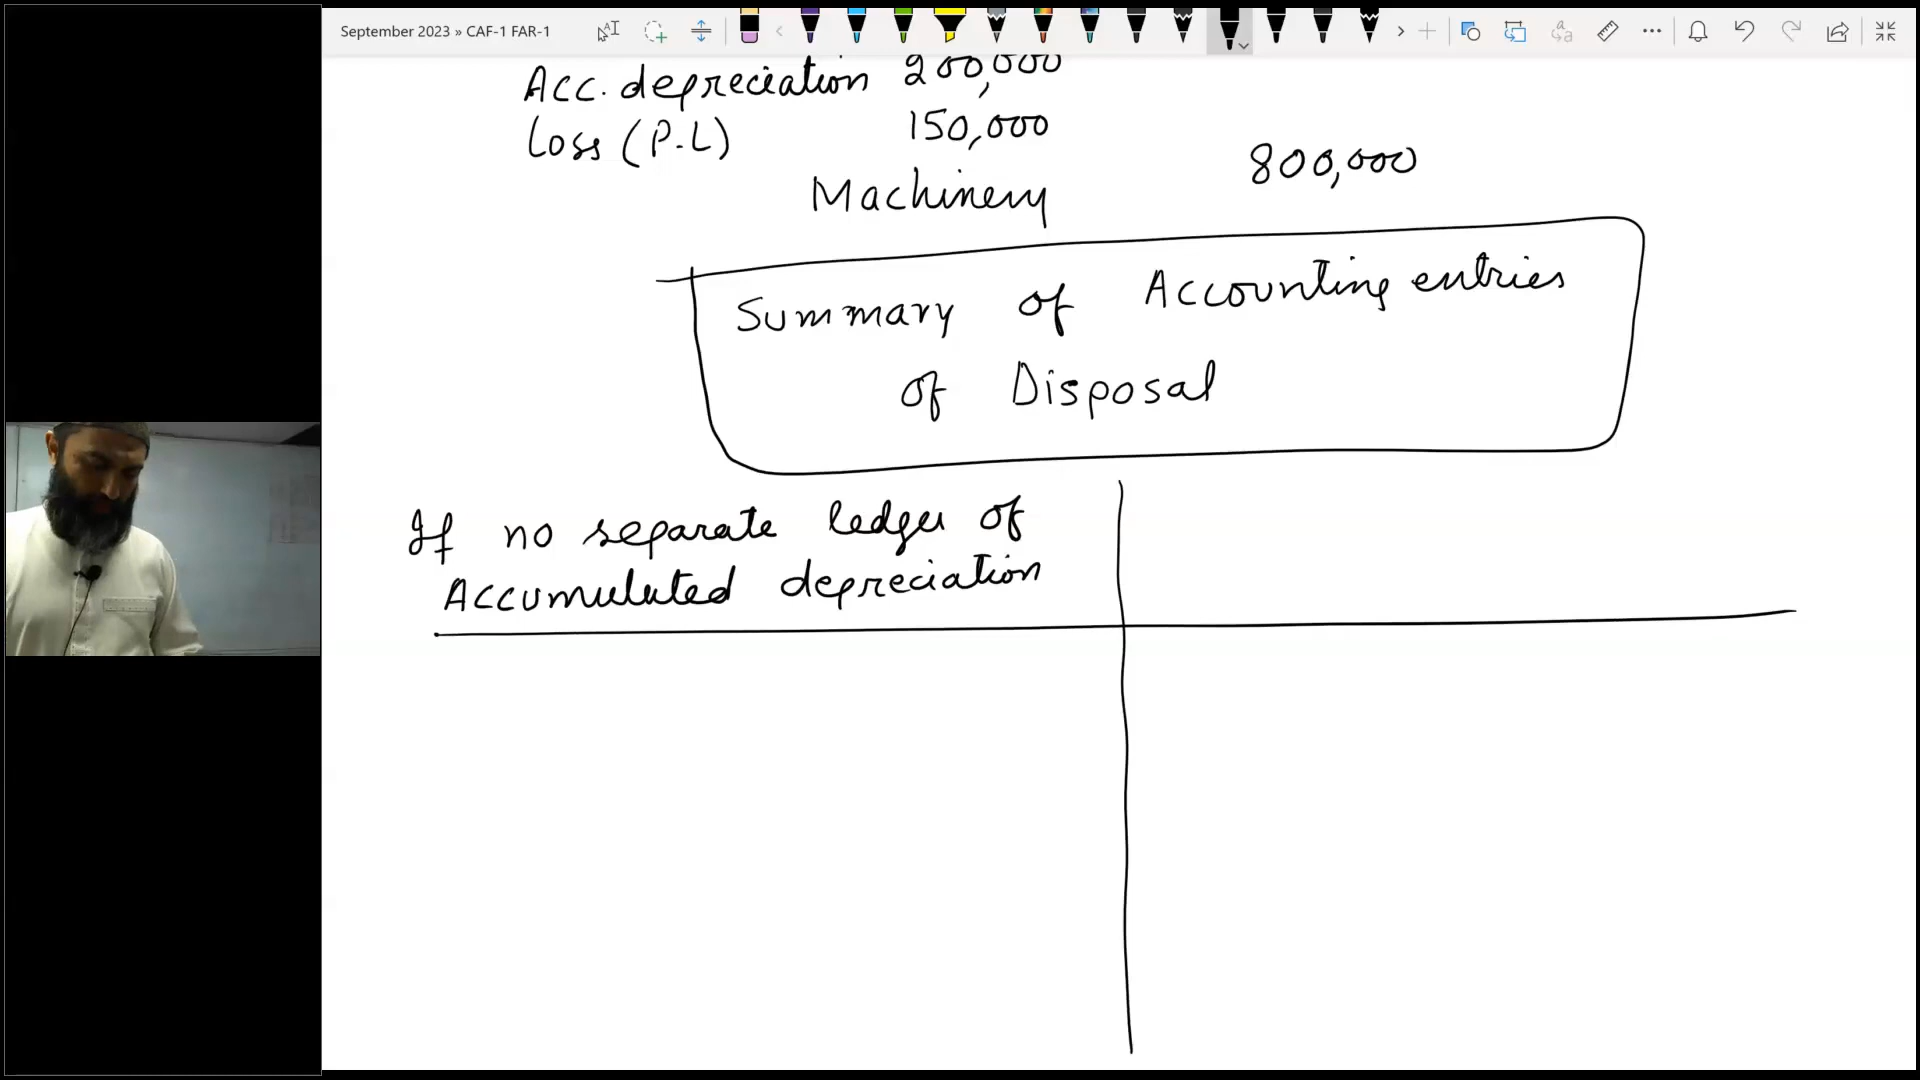 September 2023 » CAF-1 FAR-1
Acc. depreciation 200,000
Loss (P.L) 150,000
Machinery 800,000
Summary of Accounting entries
of Disposal
If no separate ledger of
Accumulated depreciation